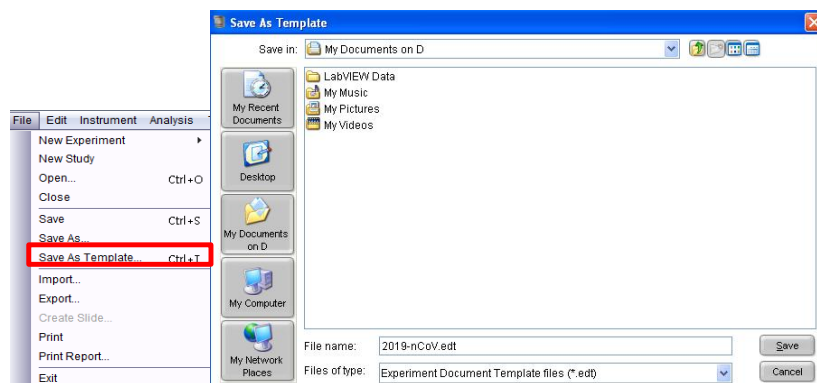 File Edit Instrument Analysis
New Experiment
New Study
Open... Ctrl+O
Close
Save Ctrl+S
Save As...
Save As Template... Ctrl+T
Import...
Export...
Create Slide...
Print
Print Report...
Exit
Save As Template
Save in: My Documents on D
My Recent
Documents
Desktop
My Documents
on D
My Computer
My Network
Places
LabVIEW Data
My Music
My Pictures
My Videos
File name: 2019-nCoV.edt Save
Files of type: Experiment Document Template files (*.edt) Cancel